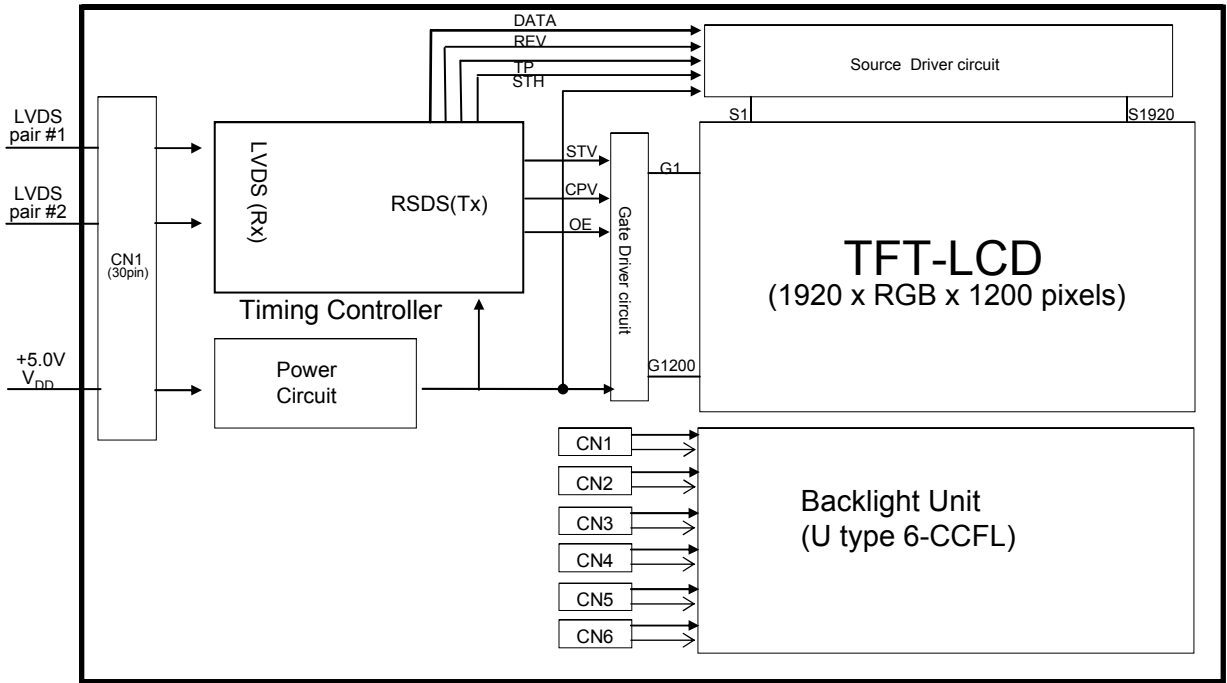 DATA
REV
TP
STH
Source Driver circuit
S1
S1920
LVDS
pair #1
LVDS
pair #2
CN1
(30pin)
LVDS (Rx)
RSDS(Tx)
Timing Controller
STV
CPV
OE
Gate Driver circuit
G1
G1200
TFT-LCD
(1920 x RGB x 1200 pixels)
+5.0V
VDD
Power
Circuit
CN1
CN2
CN3
CN4
CN5
CN6
Backlight Unit
(U type 6-CCFL)